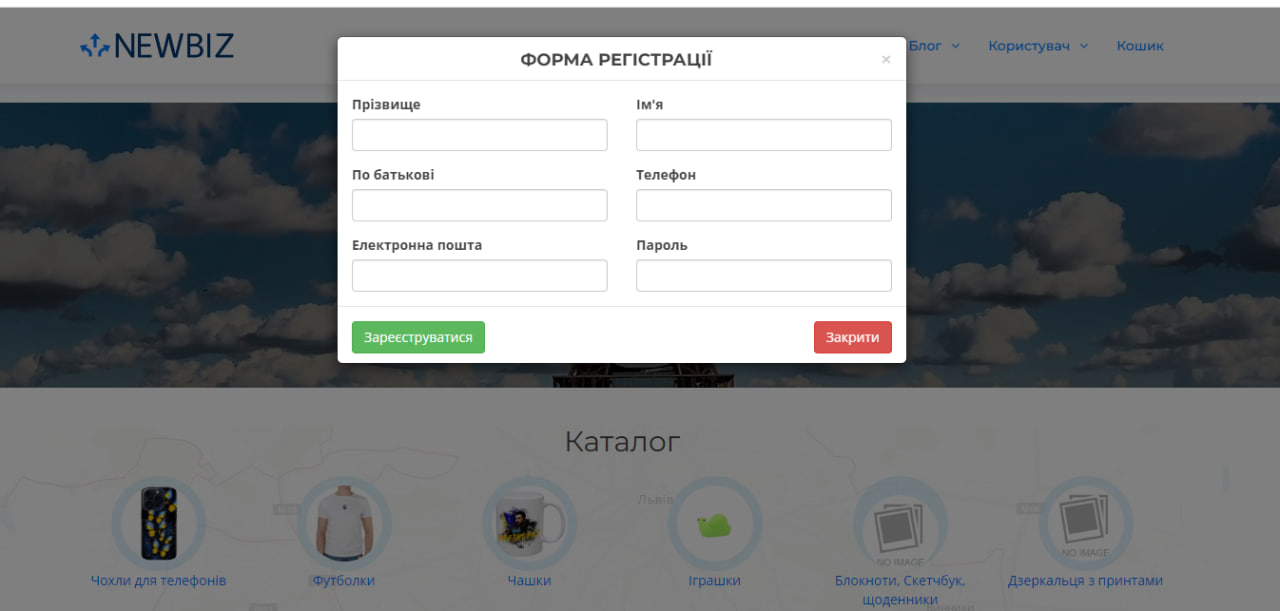 NEWBIZ
Блог
Користувач
Кошик
ФОРМА РЕГІСТРАЦІЇ
×
Прізвище
Ім'я
По батькові
Телефон
Електронна пошта
Пароль
Зареєструватися
Закрити
Каталог
Львів
NO IMAGE
NO IMAGE
Чохли для телефонів
Футболки
Чашки
Іграшки
Блокноти, Скетчбук,
щоденники
Дзеркальця з принтами
Винники